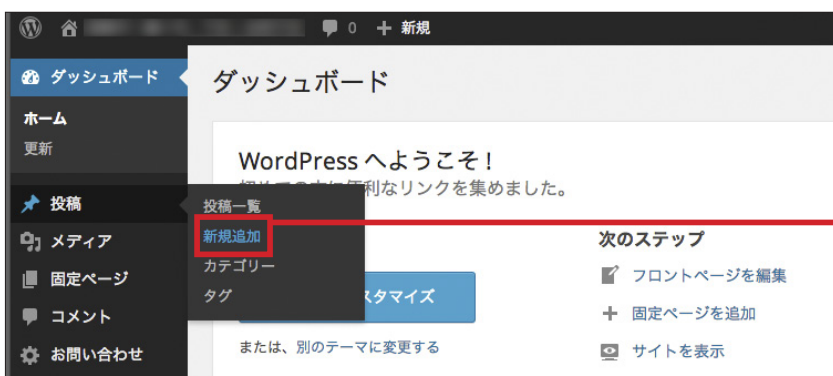 0 + 新規
ダッシュボード
ダッシュボード
ホーム
更新
WordPress へようこそ !
利なリンクを集めました。
投稿
投稿一覧
新規追加
カテゴリー
タグ
メディア
固定ページ
コメント
お問い合わせ
スタマイズ
または、別のテーマに変更する
次のステップ
フロントページを編集
固定ページを追加
サイトを表示